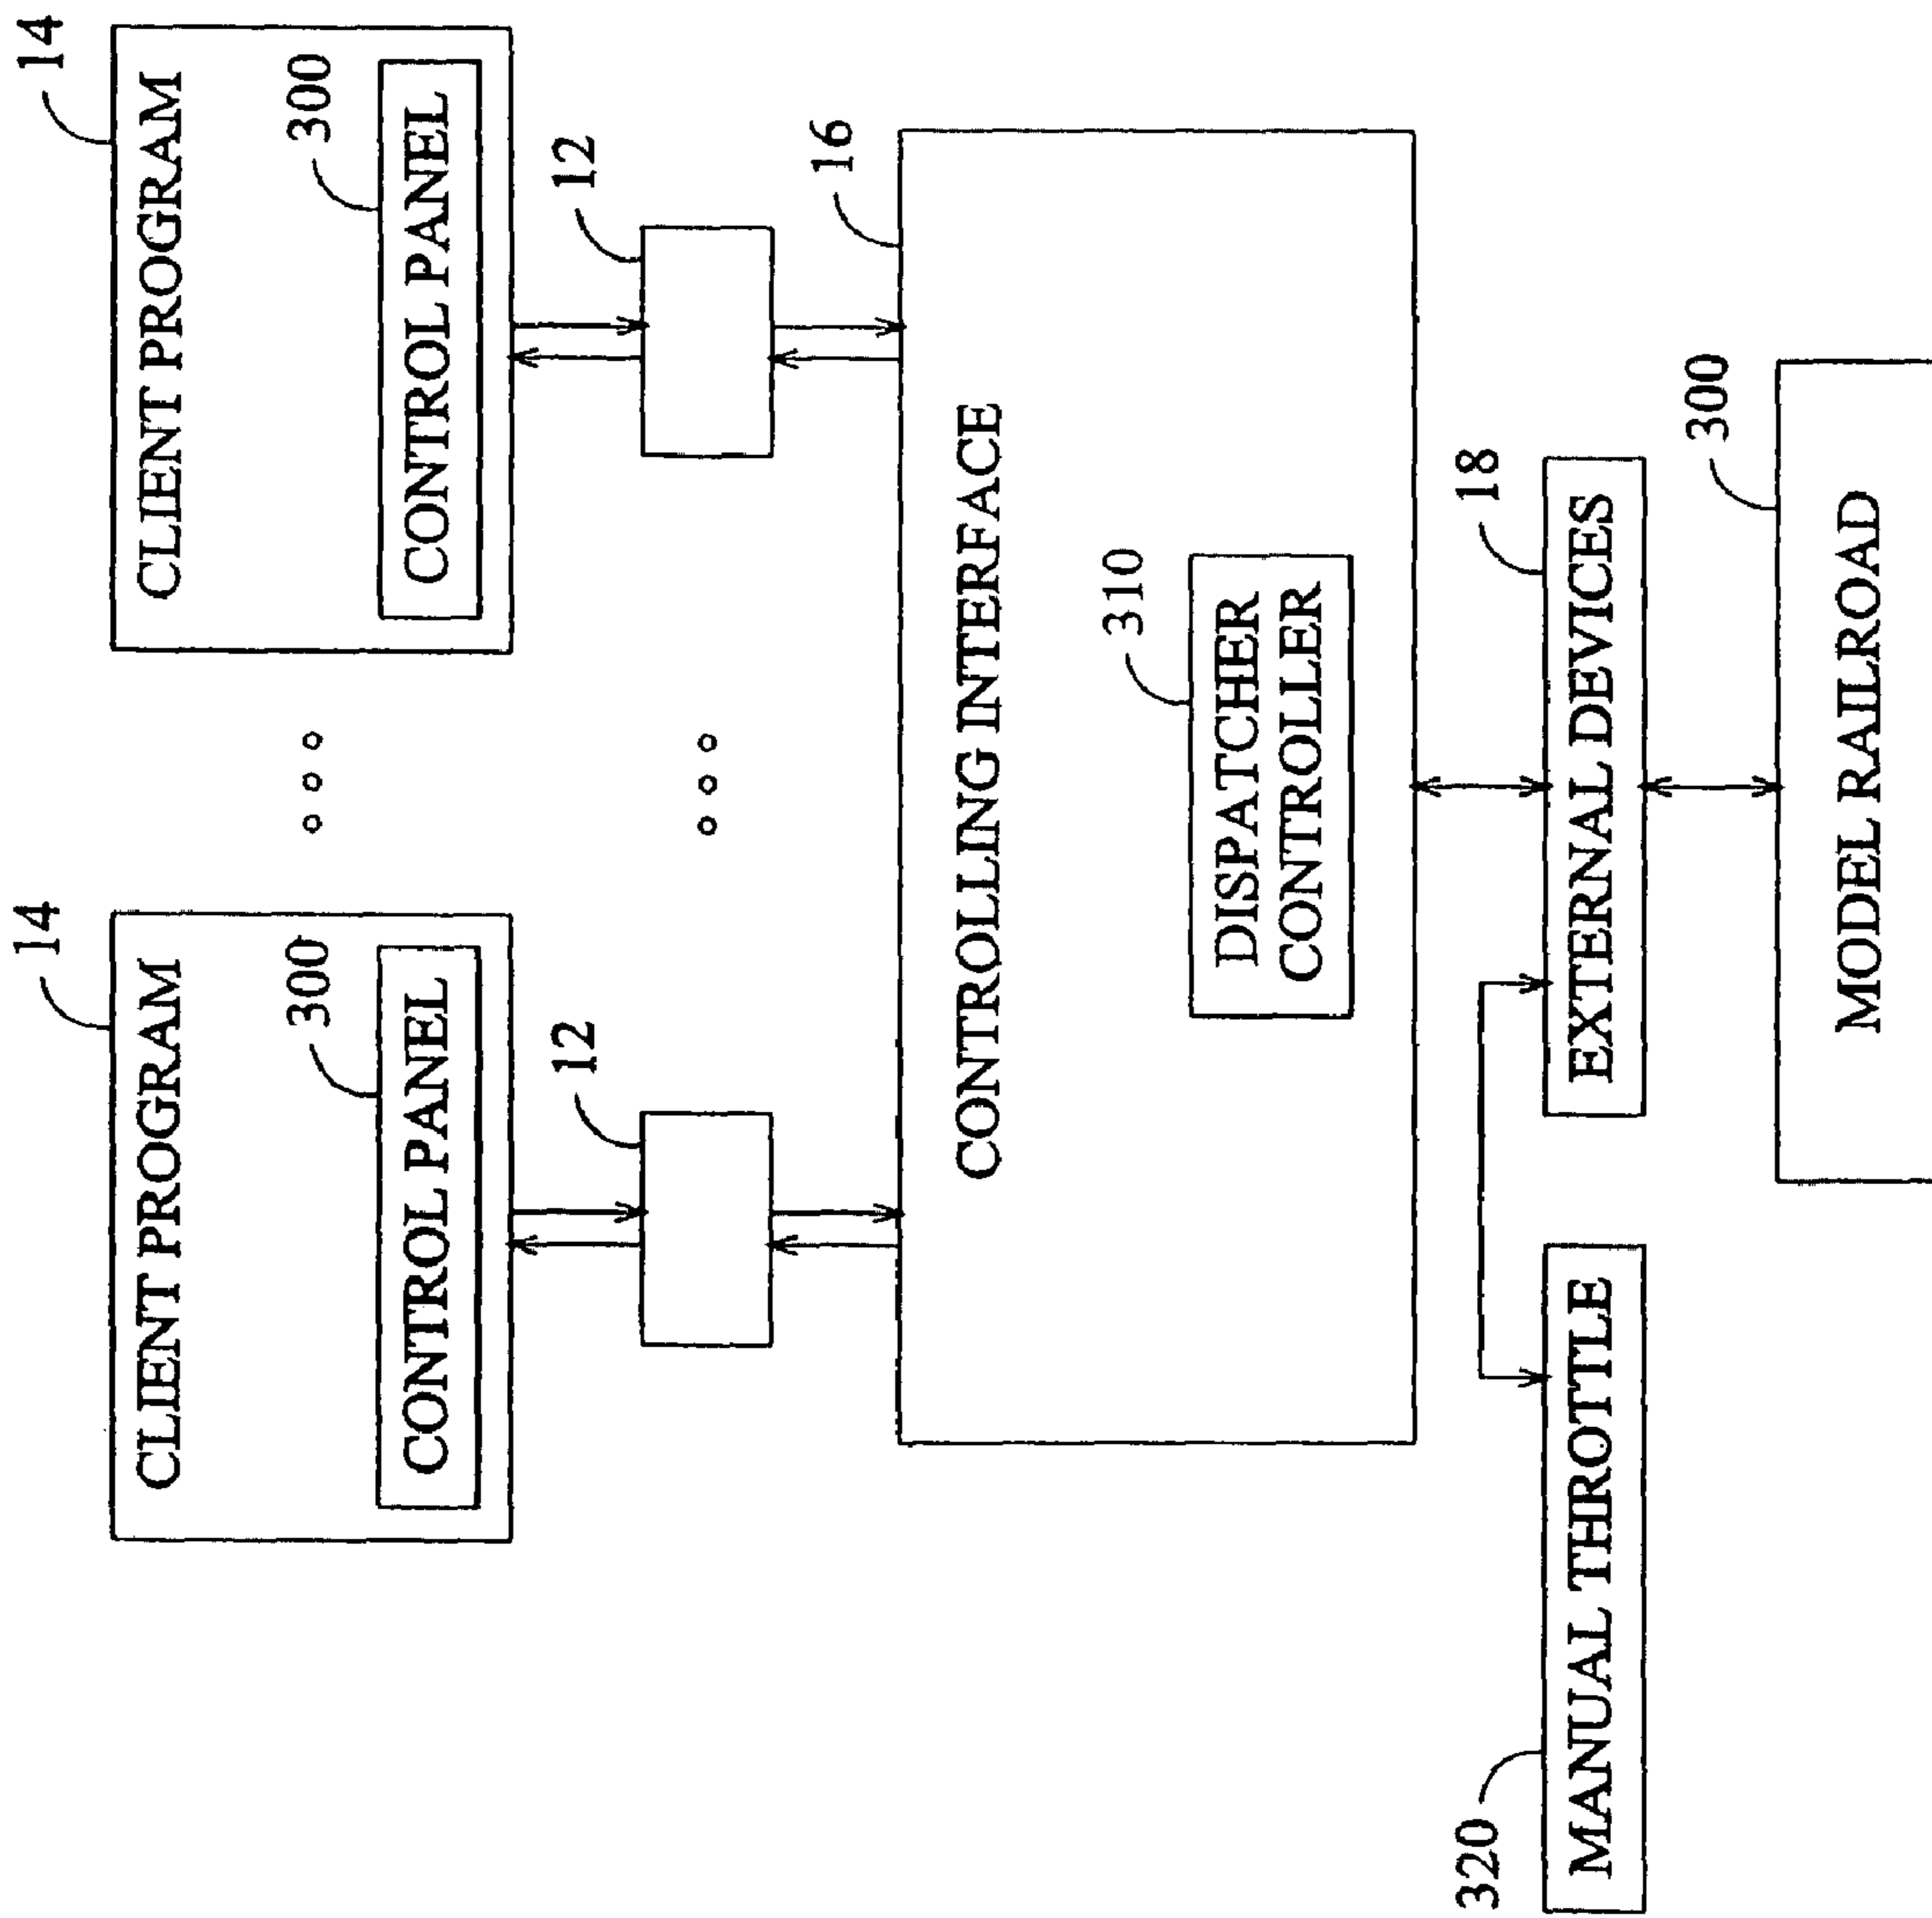 14
14
CLIENT PROGRAM
CLIENT PROGRAM
300
300
CONTROL PANEL
CONTROL PANEL
12
12
16
CONTROLLING INTERFACE
310
DISPATCHER
CONTROLLER
320
18
MANUAL THROTTLE
EXTERNAL DEVICES
300
MODEL RAILROAD